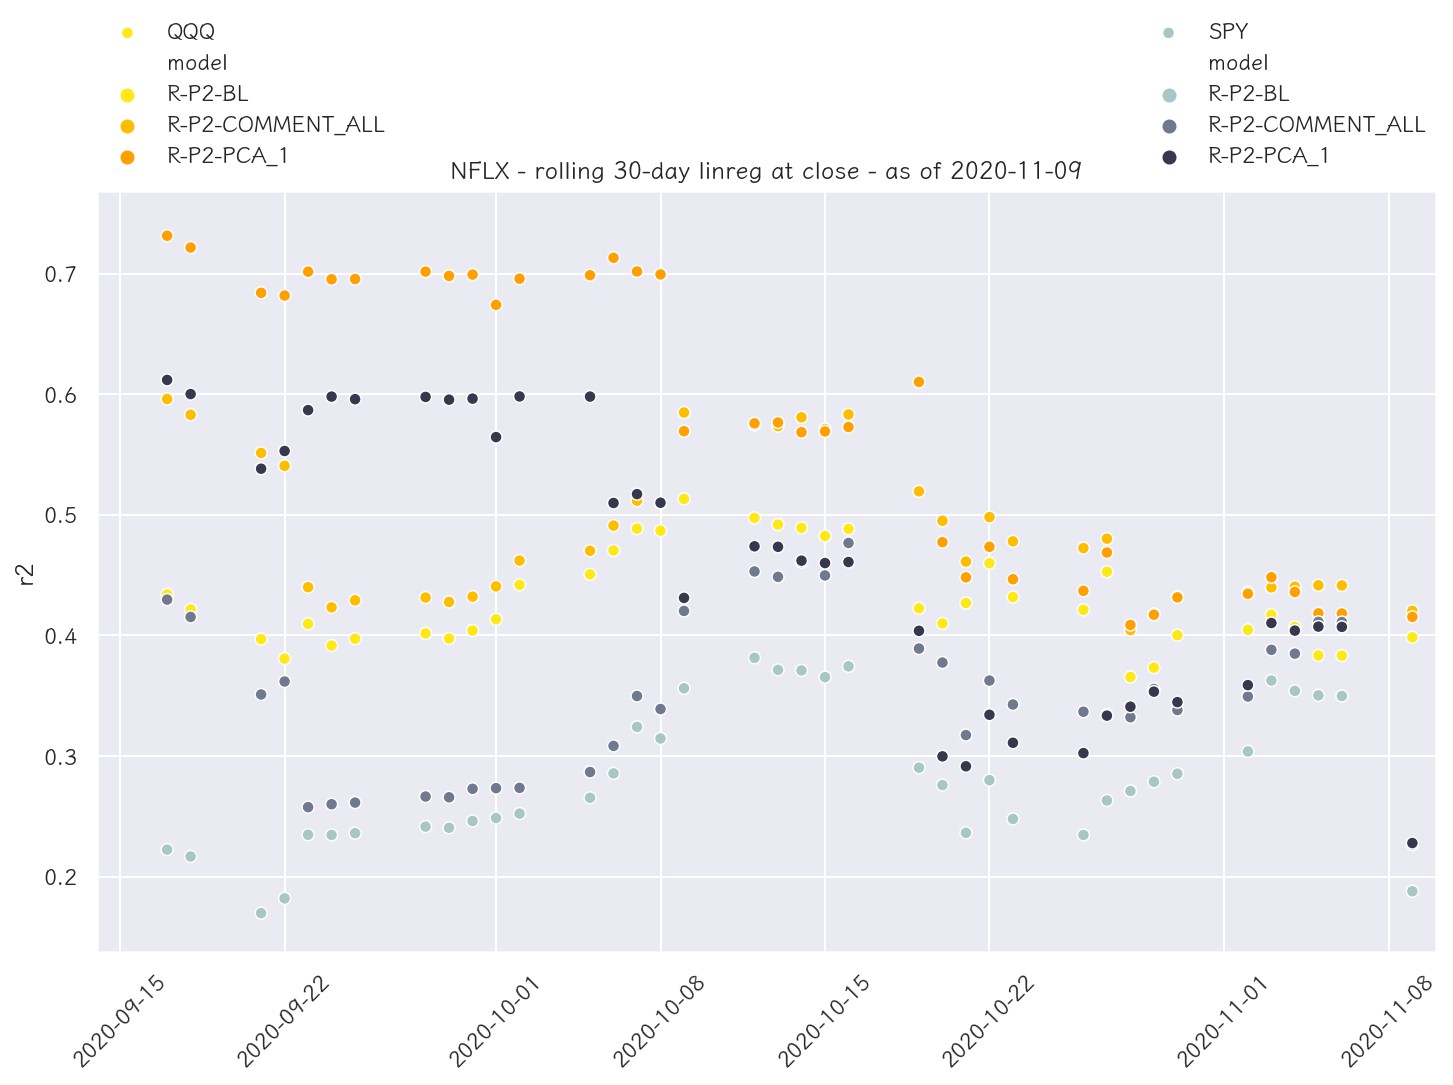 QQQ
model
R-P2-BL
R-P2-COMMENT_ALL
R-P2-PCA_1
SPY
model
R-P2-BL
R-P2-COMMENT_ALL
R-P2-PCA_1
NFLX - rolling 30-day linreg at close - as of 2020-11-09
r2
0.7
0.6
0.5
0.4
0.3
0.2
2020-09-15
2020-09-22
2020-10-01
2020-10-08
2020-10-15
2020-10-22
2020-11-01
2020-11-08